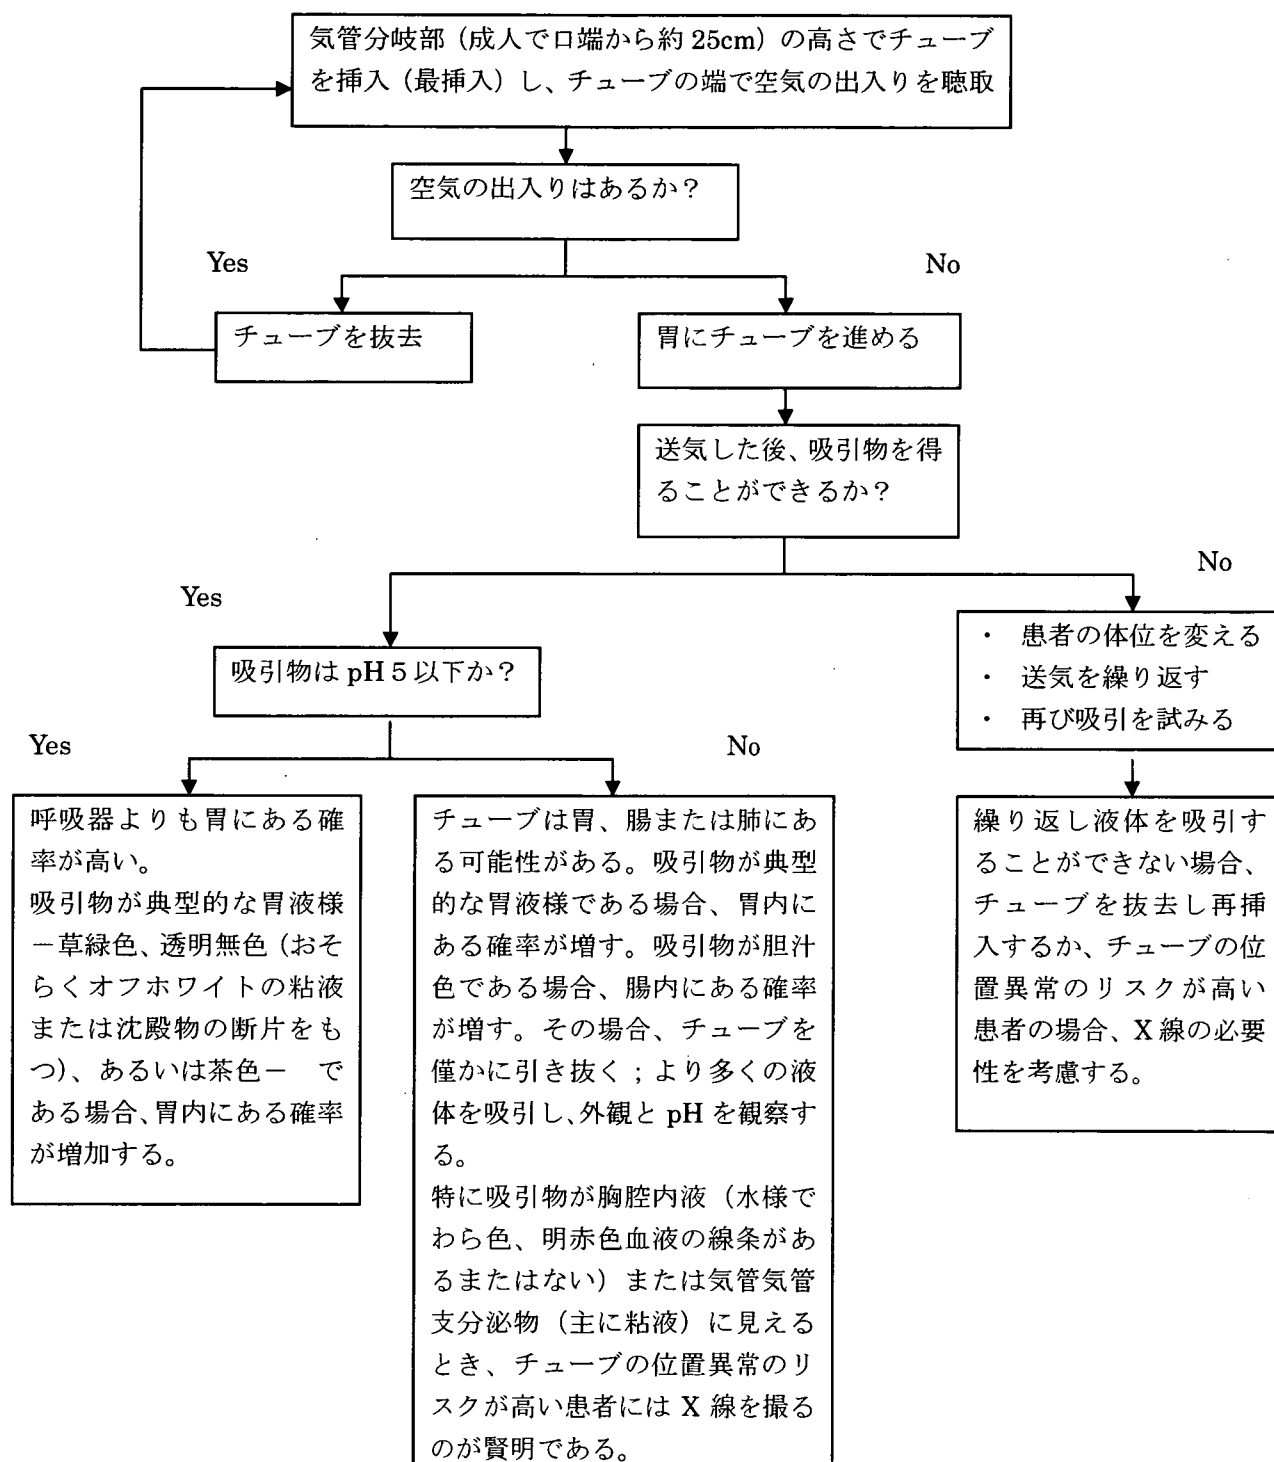 気管分岐部（成人で口端から約 25cm）の高さでチューブ
を挿入（最挿入）し、チューブの端で空気の出入りを聴取
空気の出入りはあるか？
Yes
No
チューブを抜去
胃にチューブを進める
送気した後、吸引物を得
ることができるか？
Yes
No
吸引物は pH５以下か？
・ 患者の体位を変える
・ 送気を繰り返す
・ 再び吸引を試みる
Yes
No
呼吸器よりも胃にある確
率が高い。
吸引物が典型的な胃液様
－草緑色、透明無色（おそ
らくオフホワイトの粘液
または沈殿物の断片をも
つ）、あるいは茶色－ で
ある場合、胃内にある確率
が増加する。
チューブは胃、腸または肺にあ
る可能性がある。吸引物が典型
的な胃液様である場合、胃内に
ある確率が増す。吸引物が胆汁
色である場合、腸内にある確率
が増す。その場合、チューブを
僅かに引き抜く；より多くの液
体を吸引し、外観と pH を観察す
る。
特に吸引物が胸腔内液（水様で
わら色、明赤色血液の線条があ
るまたはない）または気管気管
支分泌物（主に粘液）に見える
とき、チューブの位置異常のリ
スクが高い患者には X 線を撮る
のが賢明である。
繰り返し液体を吸引す
ることができない場合、
チューブを抜去し再挿
入するか、チューブの位
置異常のリスクが高い
患者の場合、X 線の必要
性を考慮する。